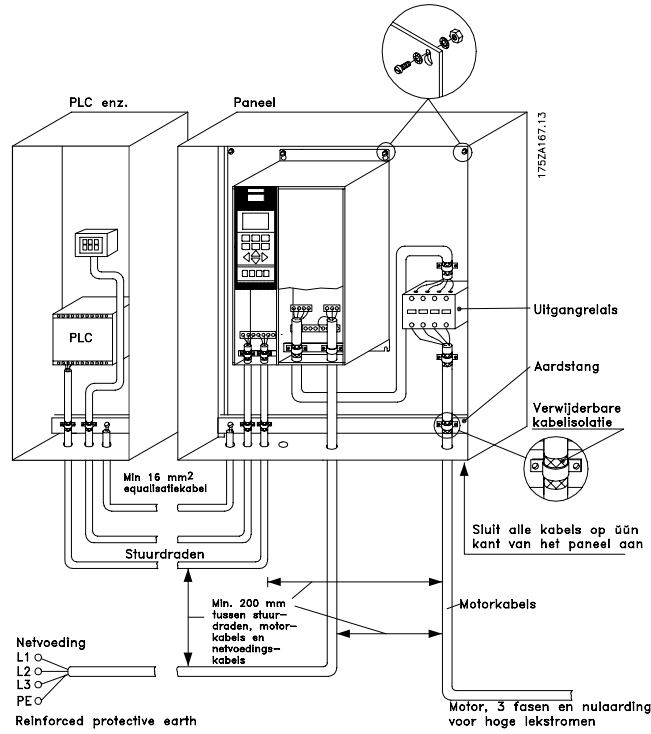 PLC enz.
Paneel
175ZA167.13
PLC
Uitgangrelais
Aardstang
Verwijderbare
kabelisolatie
Min 16 mm2
equalisatiekabel
Stuurdraden
Sluit alle kabels op üün
kant van het paneel aan
Min. 200 mm
tussen stuur-
draden, motor-
kabels en
netvoedings-
kabels
Motorkabels
Netvoeding
L1
L2
L3
PE
Reinforced protective earth
Motor, 3 fasen en nulaarding
voor hoge lekstromen